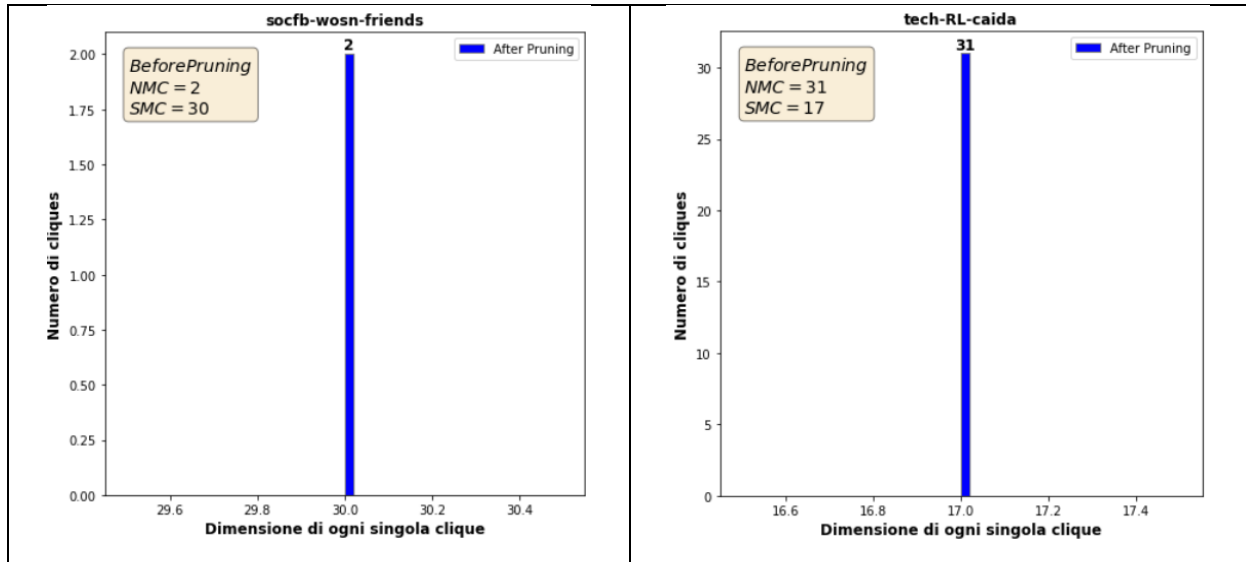 socfb-wosn-friends
2
After Pruning
BeforePruning
NMC = 2
SMC = 30
2.00
1.75
1.50
1.25
1.00
0.75
0.50
0.25
0.00
Numero di cliques
29.6 29.8 30.0 30.2 30.4
Dimensione di ogni singola clique
tech-RL-caida
31
After Pruning
BeforePruning
NMC = 31
SMC = 17
30
25
20
15
10
5
0
Numero di cliques
16.6 16.8 17.0 17.2 17.4
Dimensione di ogni singola clique